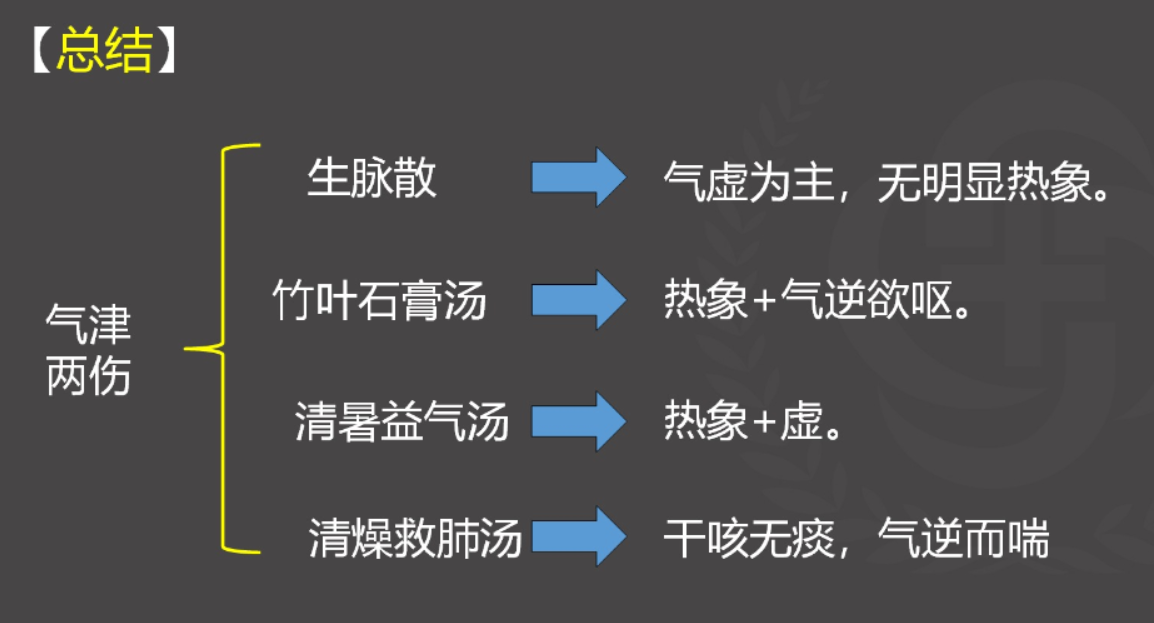 【总结】
生脉散
气虚为主，无明显热象。
竹叶石膏汤
热象+气逆欲呕。
气津
两伤
清暑益气汤
热象+虚。
清燥救肺汤
干咳无痰，气逆而喘